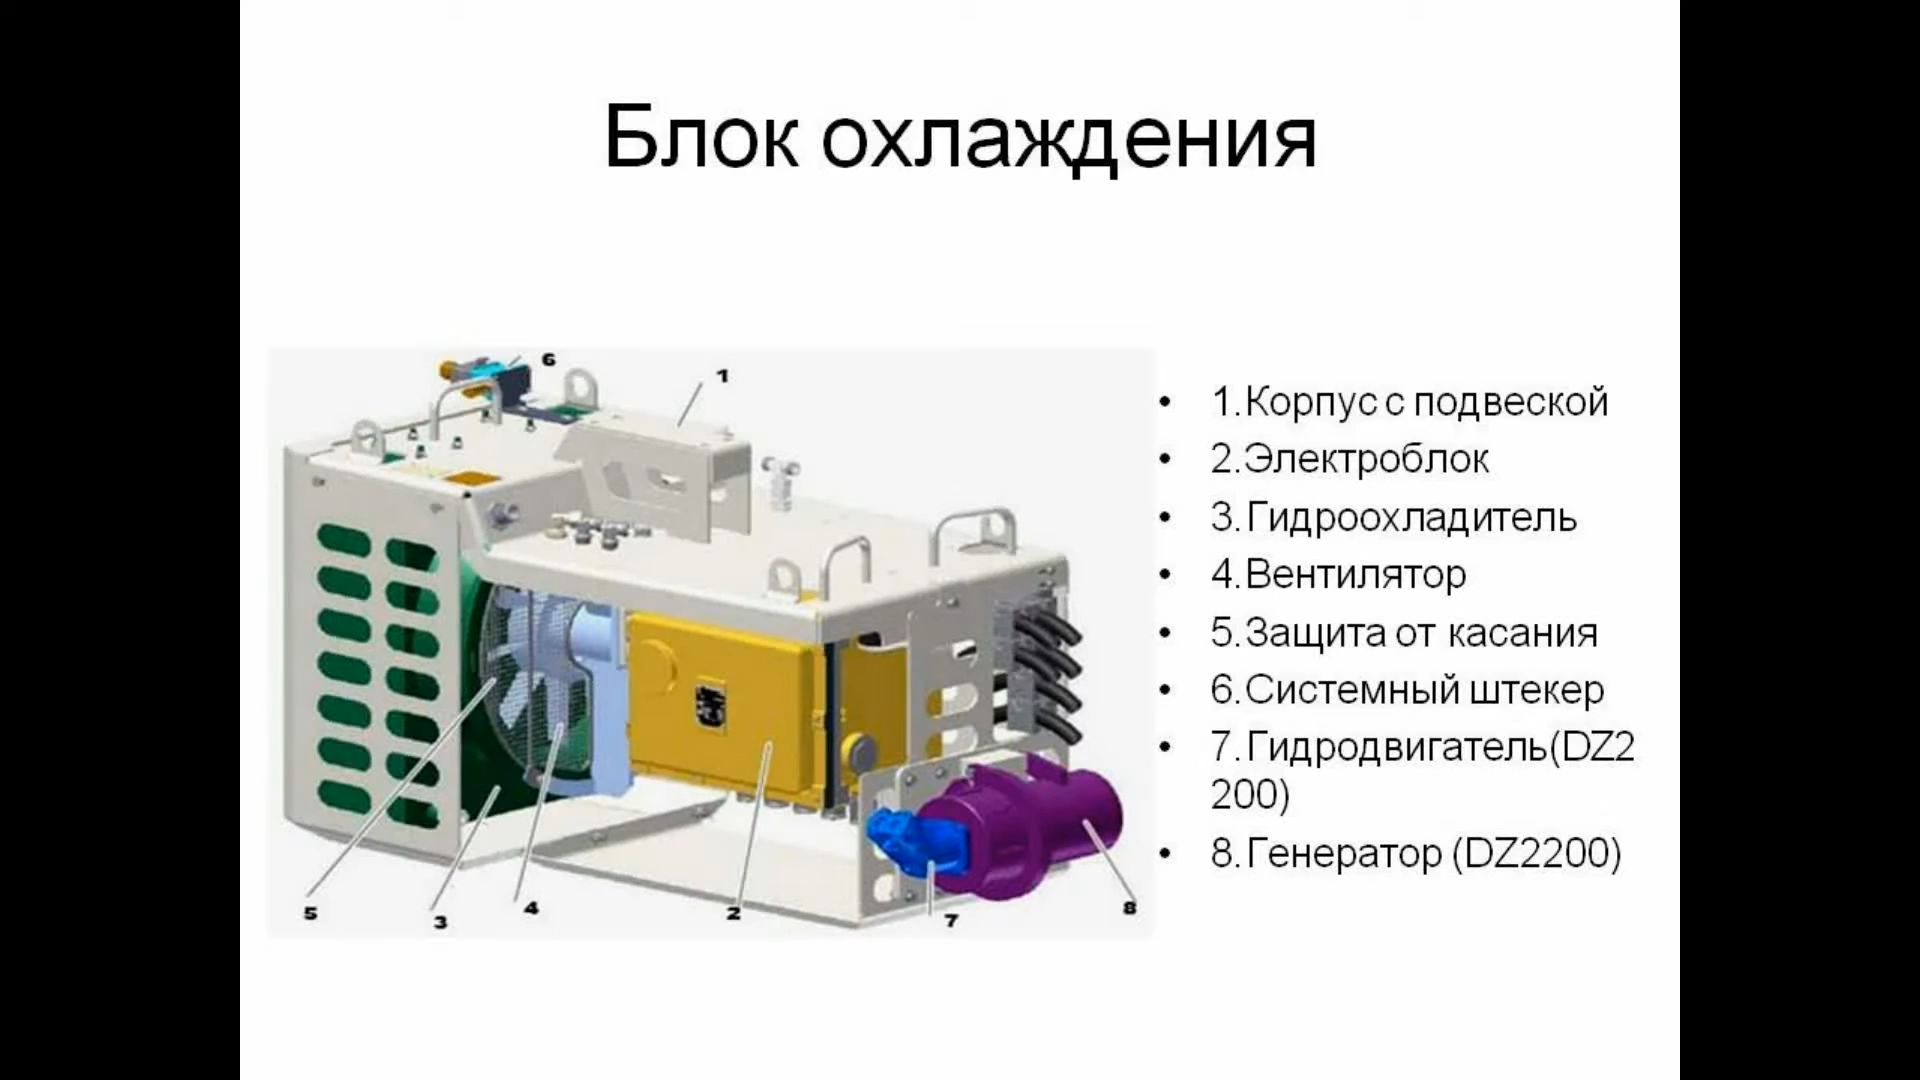 Блок охлаждения
6
1
• 1.Корпус с подвеской
• 2.Электроблок
• 3.Гидроохладитель
• 4.Вентилятор
• 5.Защита от касания
• 6.Системный штекер
• 7.Гидродвигатель(DZ2
200)
• 8.Генератор (DZ2200)
5
3
4
2
7
8